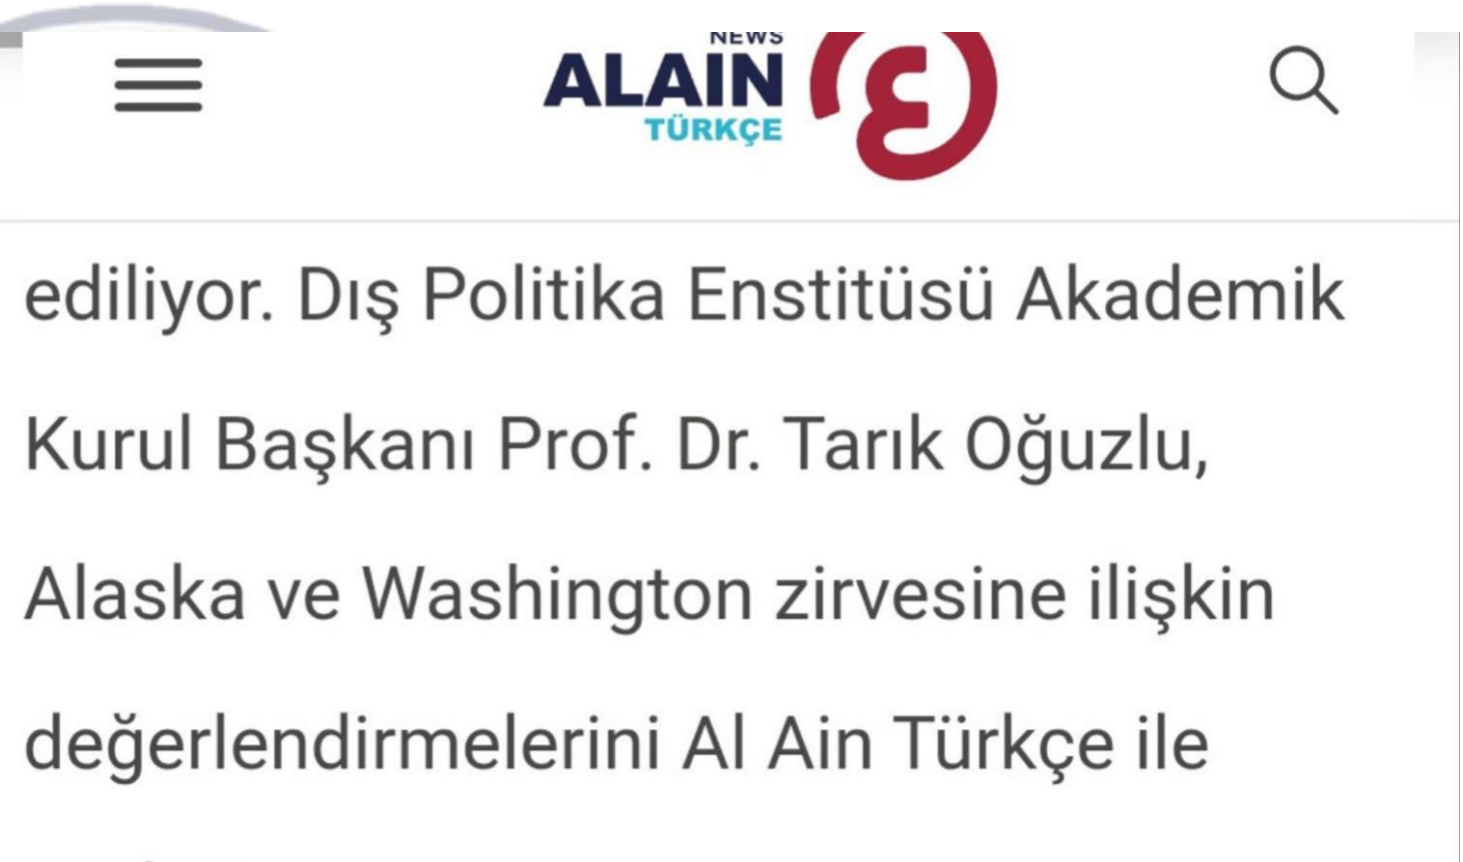 NEWS
ALAIN
TÜRKÇE
ediliyor. Dış Politika Enstitüsü Akademik
Kurul Başkanı Prof. Dr. Tarık Oğuzlu,
Alaska ve Washington zirvesine ilişkin
değerlendirmelerini Al Ain Türkçe ile